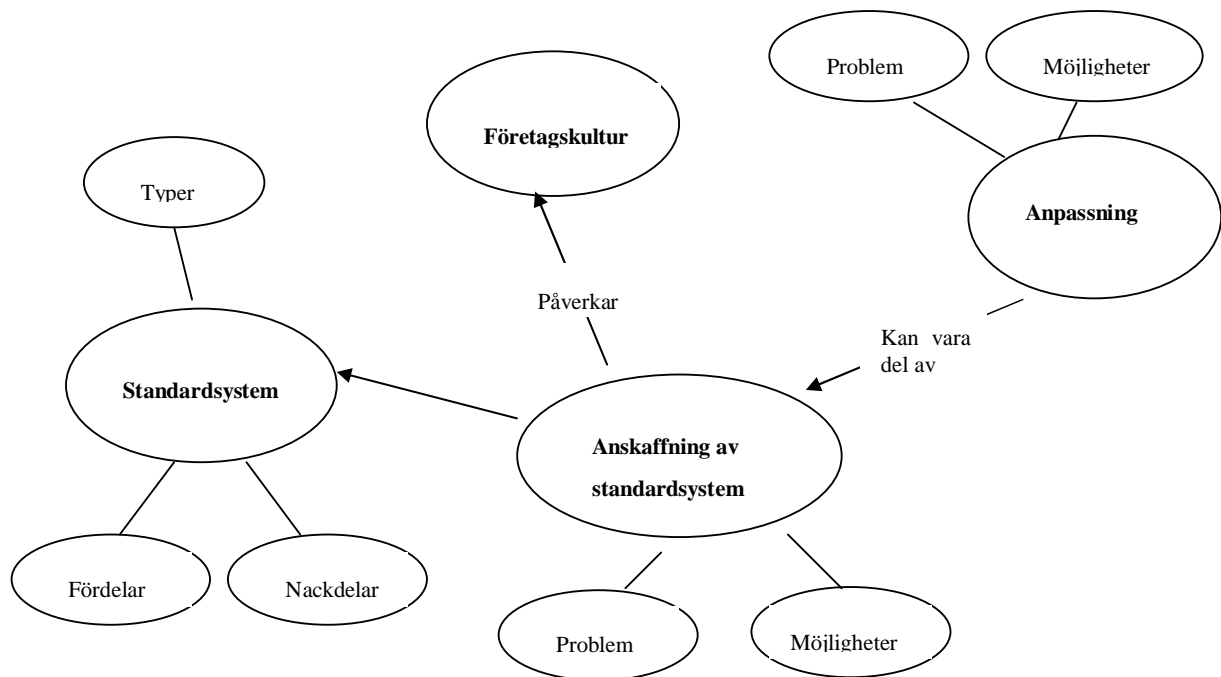 Problem
Möjligheter
Företagskultur
Typer
Anpassning
Påverkar
Kan vara
del av
Standardsystem
Anskaffning av
standardsystem
Fördelar
Nackdelar
Problem
Möjligheter